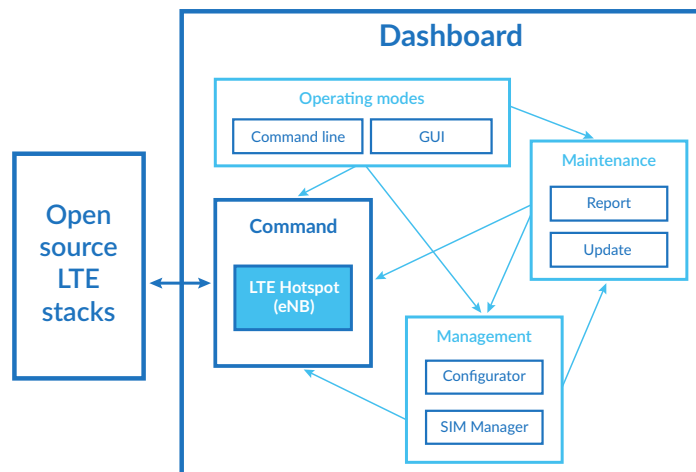 Dashboard
Operating modes
Command line
GUI
Maintenance
Report
Update
Open
source
LTE
stacks
Command
LTE Hotspot
(eNB)
Management
Configurator
SIM Manager